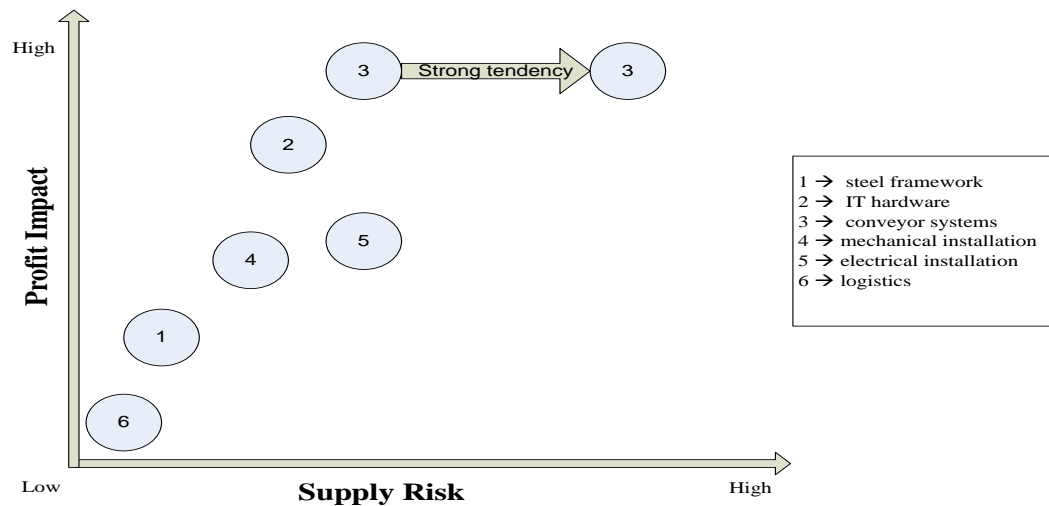 High
3
Strong tendency
3
2
5
4
1
6
Profit Impact
Low
Supply Risk
High
1 → steel framework
2 → IT hardware
3 → conveyor systems
4 → mechanical installation
5 → electrical installation
6 → logistics